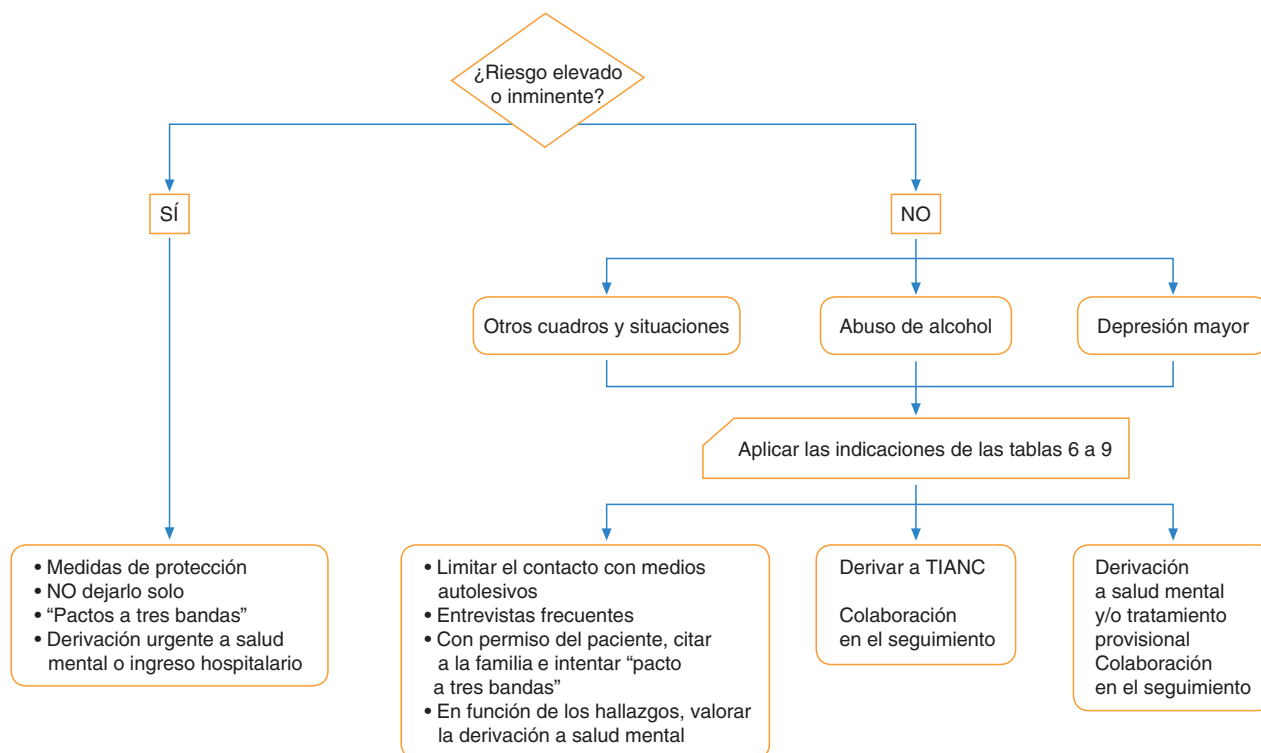 ¿Riesgo elevado
o inminente?
SÍ
NO
Otros cuadros y situaciones
Abuso de alcohol
Depresión mayor
Aplicar las indicaciones de las tablas 6 a 9
• Medidas de protección
• NO dejarlo solo
• “Pactos a tres bandas”
• Derivación urgente a salud
mental o ingreso hospitalario
• Limitar el contacto con medios
autolesivos
• Entrevistas frecuentes
• Con permiso del paciente, citar
a la familia e intentar “pacto
a tres bandas”
• En función de los hallazgos, valorar
la derivación a salud mental
Derivar a TIANC
Colaboración
en el seguimiento
Derivación
a salud mental
y/o tratamiento
provisional
Colaboración
en el seguimiento